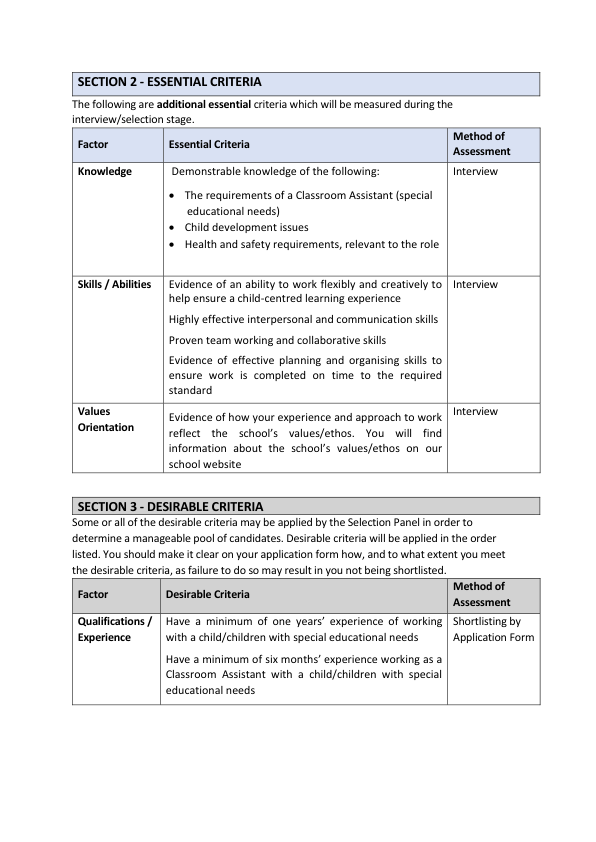 SECTION 2 - ESSENTIAL CRITERIA
The following are additional essential criteria which will be measured during the
interview/selection stage.
Factor
Essential Criteria
Method of
Assessment
Knowledge
Demonstrable knowledge of the following:
• The requirements of a Classroom Assistant (special
educational needs)
• Child development issues
• Health and safety requirements, relevant to the role
Interview
Skills / Abilities
Evidence of an ability to work flexibly and creatively to
help ensure a child-centred learning experience
Highly effective interpersonal and communication skills
Proven team working and collaborative skills
Evidence of effective planning and organising skills to
ensure work is completed on time to the required
standard
Interview
Values
Orientation
Evidence of how your experience and approach to work
reflect the school’s values/ethos. You will find
information about the school’s values/ethos on our
school website
Interview
SECTION 3 - DESIRABLE CRITERIA
Some or all of the desirable criteria may be applied by the Selection Panel in order to
determine a manageable pool of candidates. Desirable criteria will be applied in the order
listed. You should make it clear on your application form how, and to what extent you meet
the desirable criteria, as failure to do so may result in you not being shortlisted.
Factor
Desirable Criteria
Method of
Assessment
Qualifications /
Experience
Have a minimum of one years’ experience of working
with a child/children with special educational needs
Have a minimum of six months’ experience working as a
Classroom Assistant with a child/children with special
educational needs
Shortlisting by
Application Form